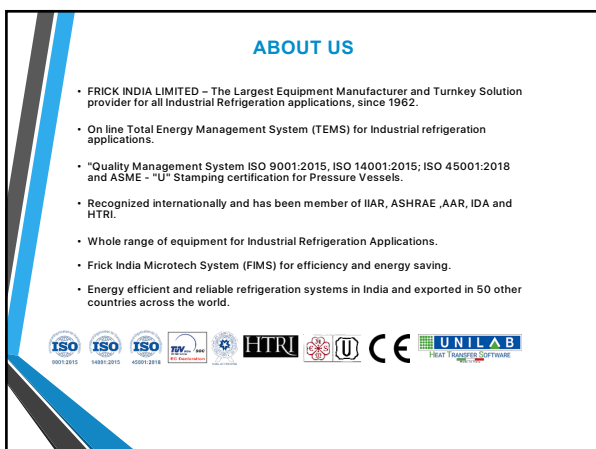 ABOUT US
• FRICK INDIA LIMITED – The Largest Equipment Manufacturer and Turnkey Solution
provider for all Industrial Refrigeration applications, since 1962.
• On line Total Energy Management System (TEMS) for Industrial refrigeration
applications.
• "Quality Management System ISO 9001:2015, ISO 14001:2015; ISO 45001:2018
and ASME - "U" Stamping certification for Pressure Vessels.
• Recognized internationally and has been member of IIAR, ASHRAE ,AAR, IDA and
HTRI.
• Whole range of equipment for Industrial Refrigeration Applications.
• Frick India Microtech System (FIMS) for efficiency and energy saving.
• Energy efficient and reliable refrigeration systems in India and exported in 50 other
countries across the world.
ISO ISO ISO TUV HTRI U CE UNILAB
9001:2015 14001:2015 45001:2018 HEAT TRANSFER SOFTWARE